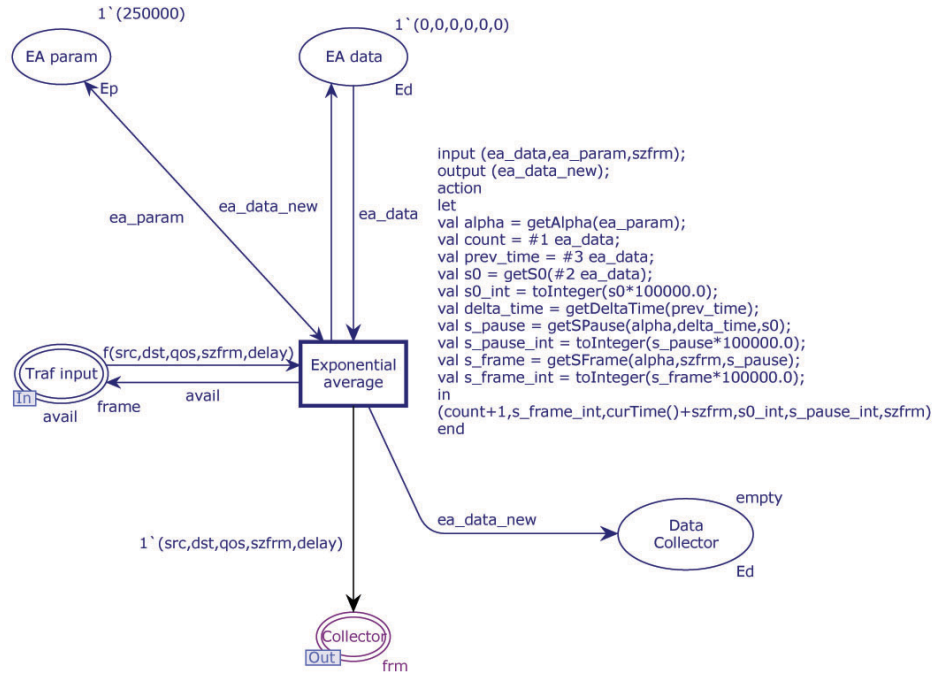 1`(250000)
1`(0,0,0,0,0,0)
EA param
EA data
Ep
Ed
input (ea_data,ea_param,szfrm);
output (ea_data_new);
action
let
val alpha = getAlpha(ea_param);
val count = #1 ea_data;
val prev_time = #3 ea_data;
val s0 = getS0(#2 ea_data);
val s0_int = toInteger(s0*100000.0);
val delta_time = getDeltaTime(prev_time);
val s_pause = getSPause(alpha,delta_time,s0);
val s_pause_int = toInteger(s_pause*100000.0);
val s_frame = getSFrame(alpha,szfrm,s_pause);
val s_frame_int = toInteger(s_frame*100000.0);
in
(count+1,s_frame_int,curTime()+szfrm,s0_int,s_pause_int,szfrm)
end
ea_param
ea_data_new
ea_data
f(src,dst,qos,szfrm,delay)
Traf input
In
avail
frame
avail
Exponential
average
ea_data_new
empty
Data
Collector
Ed
1`(src,dst,qos,szfrm,delay)
Collector
Out
frm